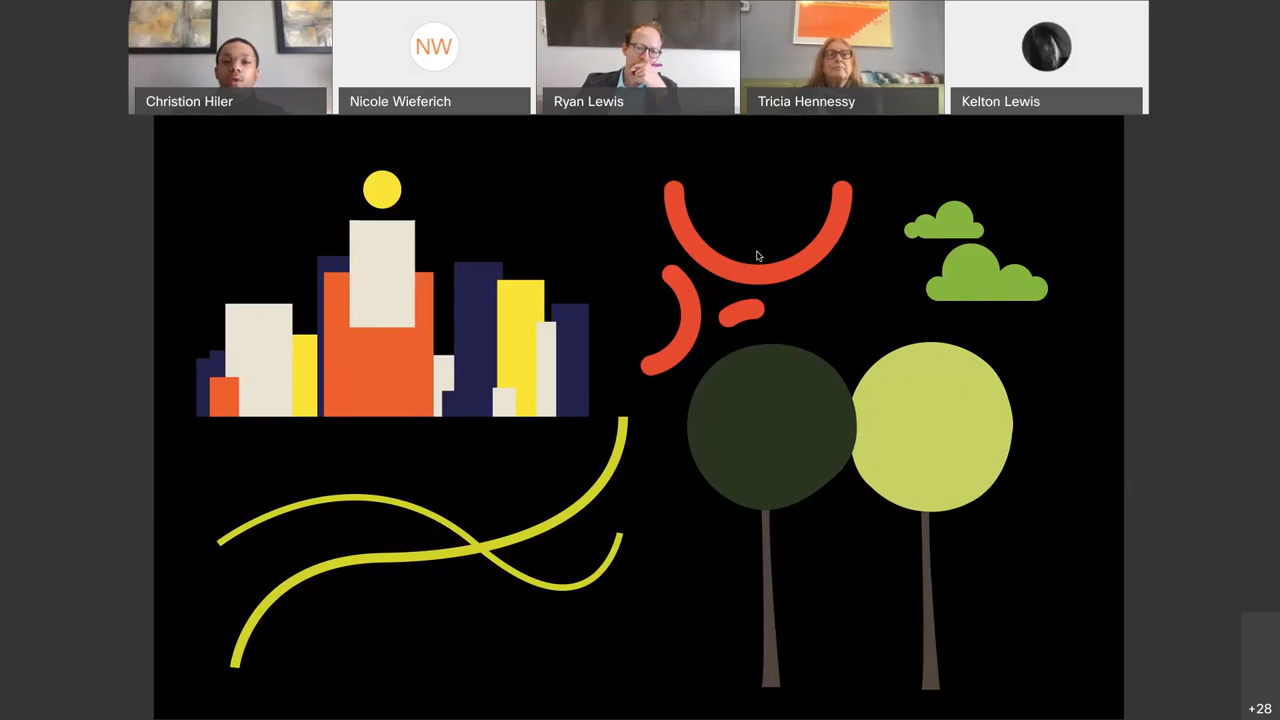 NW
Christion Hiler
Nicole Wieferich
Ryan Lewis
Tricia Hennessy
Kelton Lewis
+28